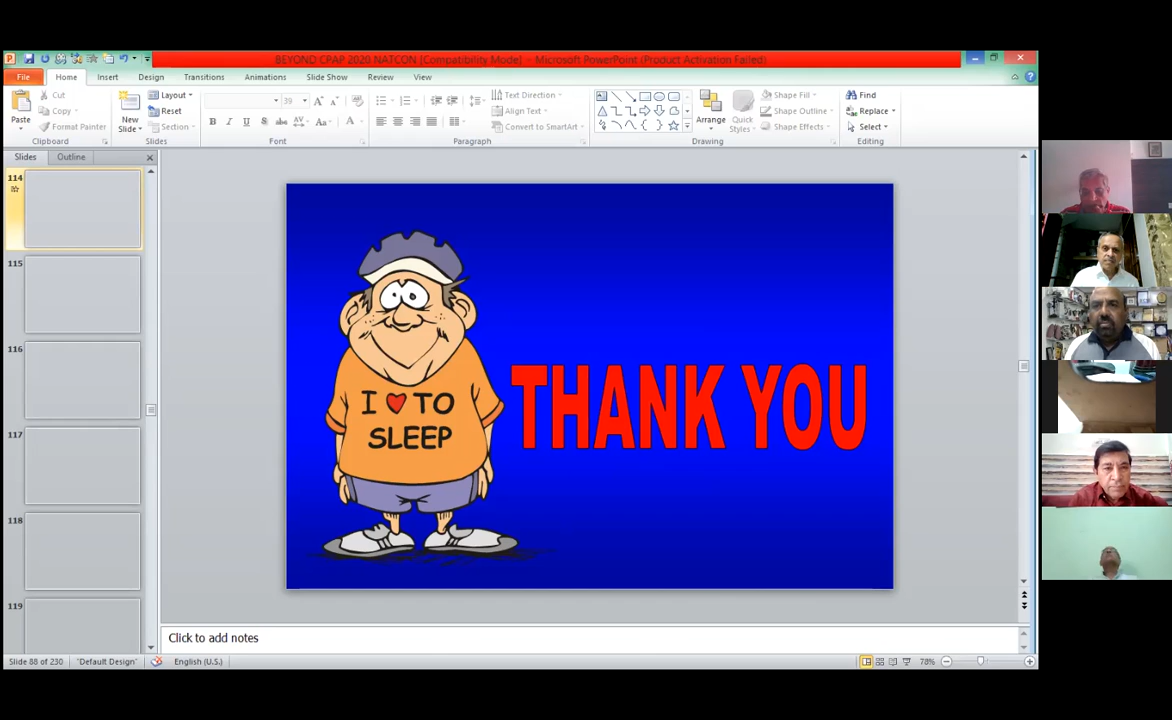 BEYOND CPAP 2020 NATCON [Compatibility Mode] - Microsoft PowerPoint (Product Activation Failed)
File Home Insert Design Transitions Animations Slide Show Review View
Paste
Cut
Copy
Format Painter
Clipboard
New
Slide
Layout
Reset
Section
Slides
39
Font
Text Direction
Align Text
Convert to SmartArt
Paragraph
Arrange
Quick
Styles
Shape Fill
Shape Outline
Shape Effects
Drawing
Find
Replace
Select
Editing
Slides Outline
114
115
116
117
118
119
I ♥ TO
SLEEP
THANK YOU
Click to add notes
Slide 88 of 230
"Default Design"
English (U.S.)
78%